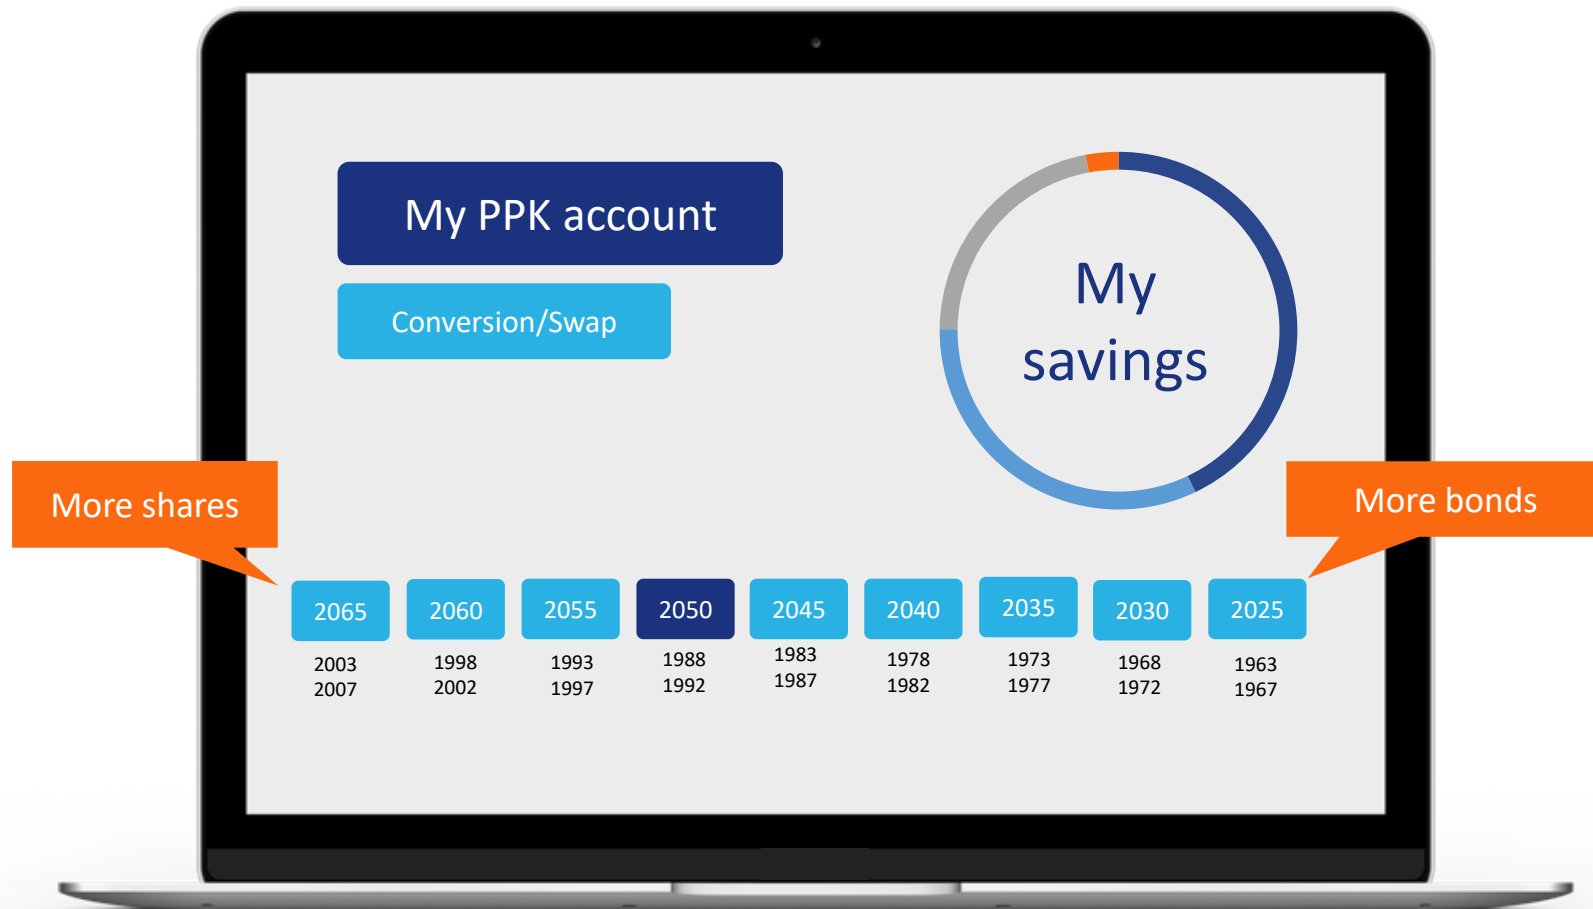 My PPK account
Conversion/Swap
My
savings
More shares
More bonds
2065 2060 2055 2050 2045 2040 2035 2030 2025
2003 1998 1993 1988 1983 1978 1973 1968 1963
2007 2002 1997 1992 1987 1982 1977 1972 1967